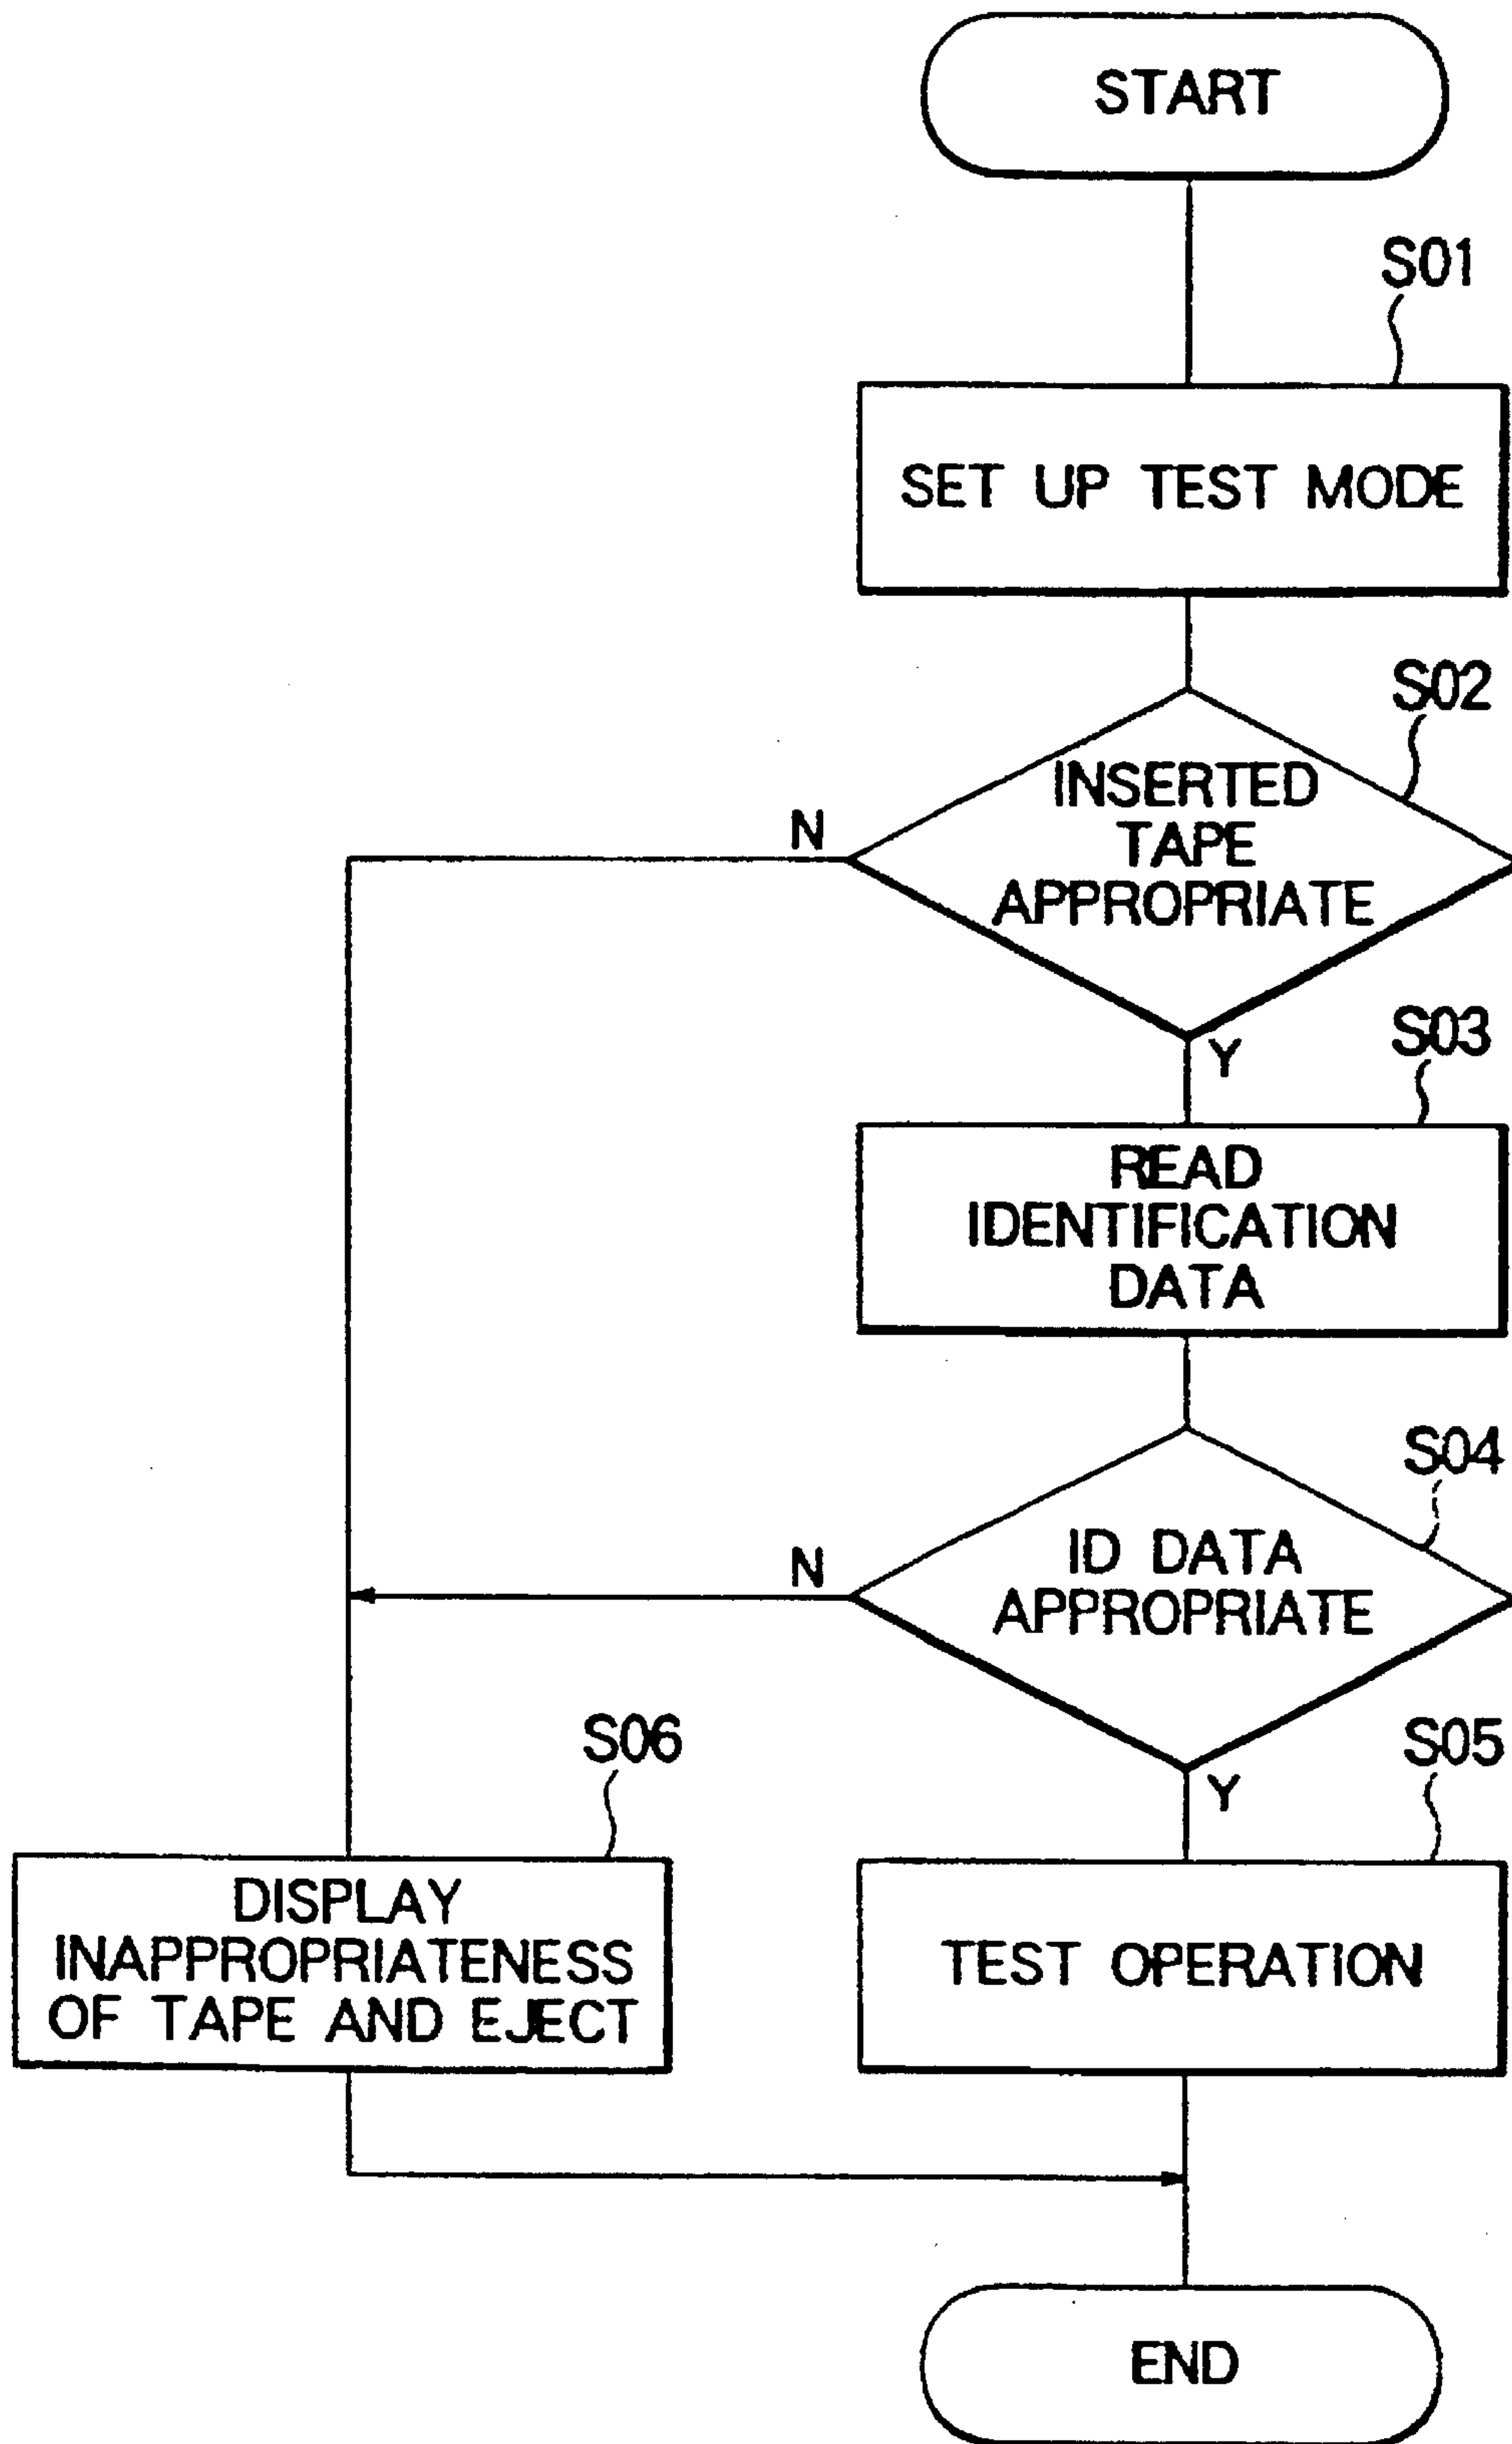 START
S01
SET UP TEST MODE
S02
INSERTED
TAPE
APPROPRIATE
N
Y
S03
READ
IDENTIFICATION
DATA
S04
ID DATA
APPROPRIATE
N
Y
S06
S05
DISPLAY
INAPPROPRIATENESS
OF TAPE AND EJECT
TEST OPERATION
END